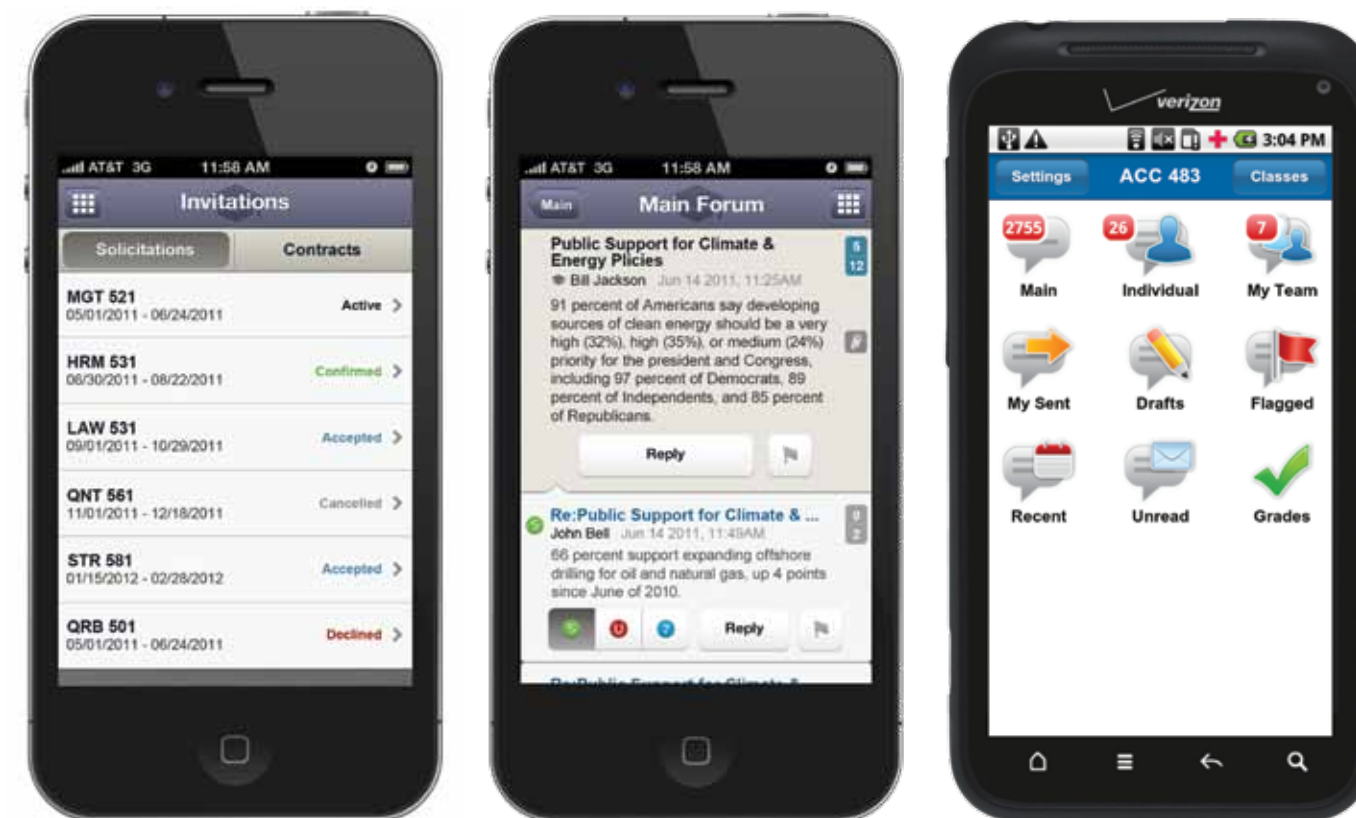 AT&T 3G 11:58 AM
Invitations
Solicitations Contracts
MGT 521
05/01/2011 - 06/24/2011
Active
HRM 531
06/30/2011 - 08/22/2011
Confirmed
LAW 531
09/01/2011 - 10/29/2011
Accepted
QNT 561
11/01/2011 - 12/18/2011
Cancelled
STR 581
01/15/2012 - 02/28/2012
Accepted
QRB 501
05/01/2011 - 06/24/2011
Declined
AT&T 3G 11:58 AM
Main Main Forum
Public Support for Climate &
Energy Plicies
5
12
Bill Jackson Jun 14 2011, 11:25AM
91 percent of Americans say developing
sources of clean energy should be a very
high (32%), high (35%), or medium (24%)
priority for the president and Congress,
including 97 percent of Democrats, 89
percent of Independents, and 85 percent
of Republicans.
Reply
Re:Public Support for Climate & ...
0
2
John Bell Jun 14 2011, 11:49AM
66 percent support expanding offshore
drilling for oil and natural gas, up 4 points
since June of 2010.
S U ? Reply
Re:Public Support for Climate &
verizon
3:04 PM
Settings ACC 483 Classes
2755 26 7
Main Individual My Team
My Sent Drafts Flagged
Recent Unread Grades